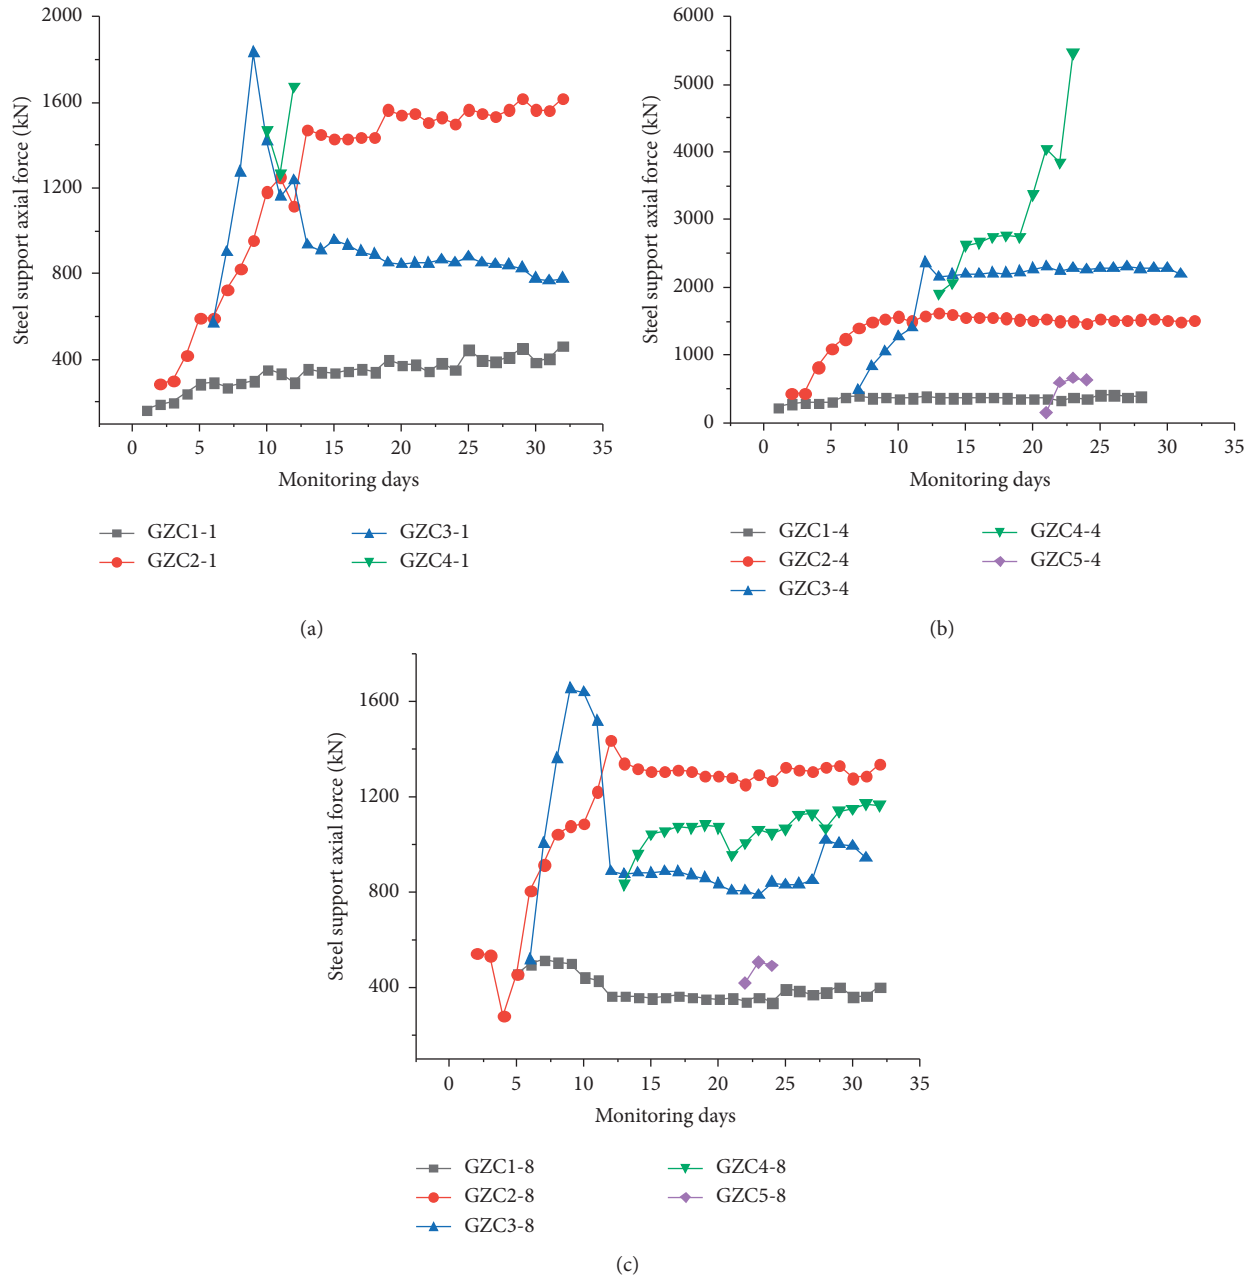 2000
1600
1200
800
400
Steel support axial force (kN)
0 5 10 15 20 25 30 35
Monitoring days
GZC1-1
GZC2-1
GZC3-1
GZC4-1
(a)
6000
5000
4000
3000
2000
1000
0
Steel support axial force (kN)
0 5 10 15 20 25 30 35
Monitoring days
GZC1-4
GZC2-4
GZC3-4
GZC4-4
GZC5-4
(b)
1600
1200
800
400
Steel support axial force (kN)
0 5 10 15 20 25 30 35
Monitoring days
GZC1-8
GZC2-8
GZC3-8
GZC4-8
GZC5-8
(c)